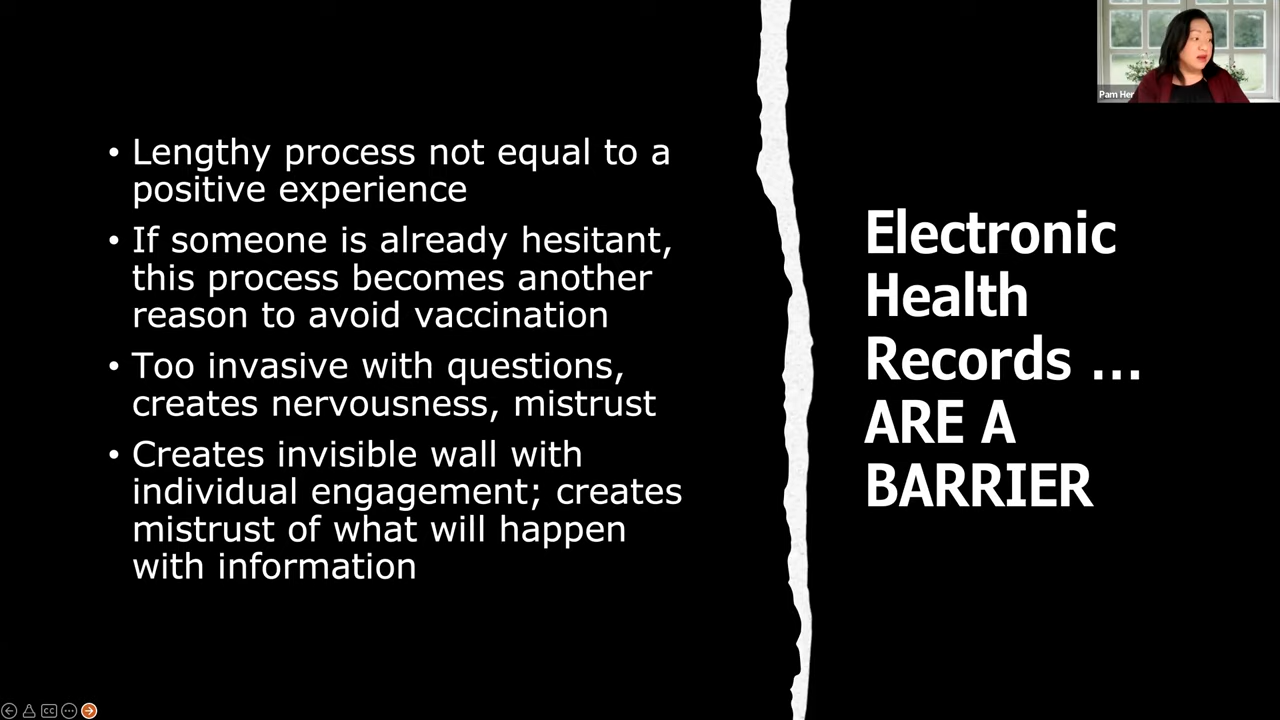 • Lengthy process not equal to a
positive experience
• If someone is already hesitant,
this process becomes another
reason to avoid vaccination
• Too invasive with questions,
creates nervousness, mistrust
• Creates invisible wall with
individual engagement; creates
mistrust of what will happen
with information
Electronic
Health
Records ...
ARE A
BARRIER
Pam
CC